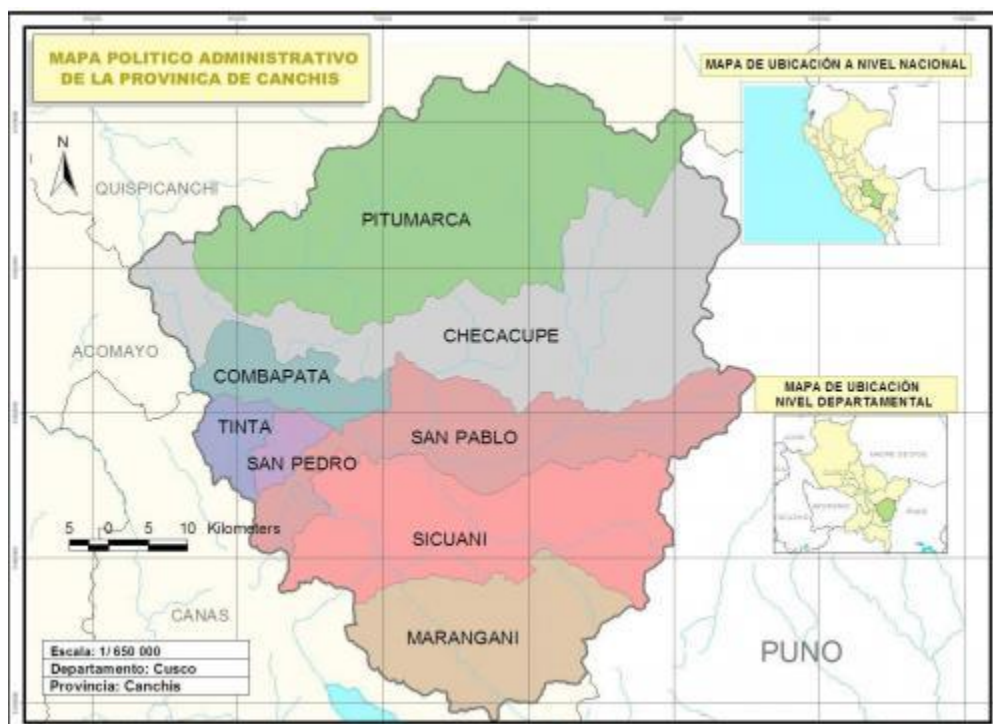 MAPA POLITICO ADMINISTRATIVO
DE LA PROVINICA DE CANCHIS
MAPA DE UBICACIÓN A NIVEL NACIONAL
N
QUISPICANCHI
PITUMARCA
CHECACUPE
ACOMAYO
COMBAPATA
MAPA DE UBICACIÓN
NIVEL DEPARTAMENTAL
TINTA
SAN PABLO
SAN PEDRO
5 0 5 10 Kilometers
SICUANI
CANAS
MARANGANI
PUNO
Escala: 1/ 650 000
Departamento: Cusco
Provincia: Canchis